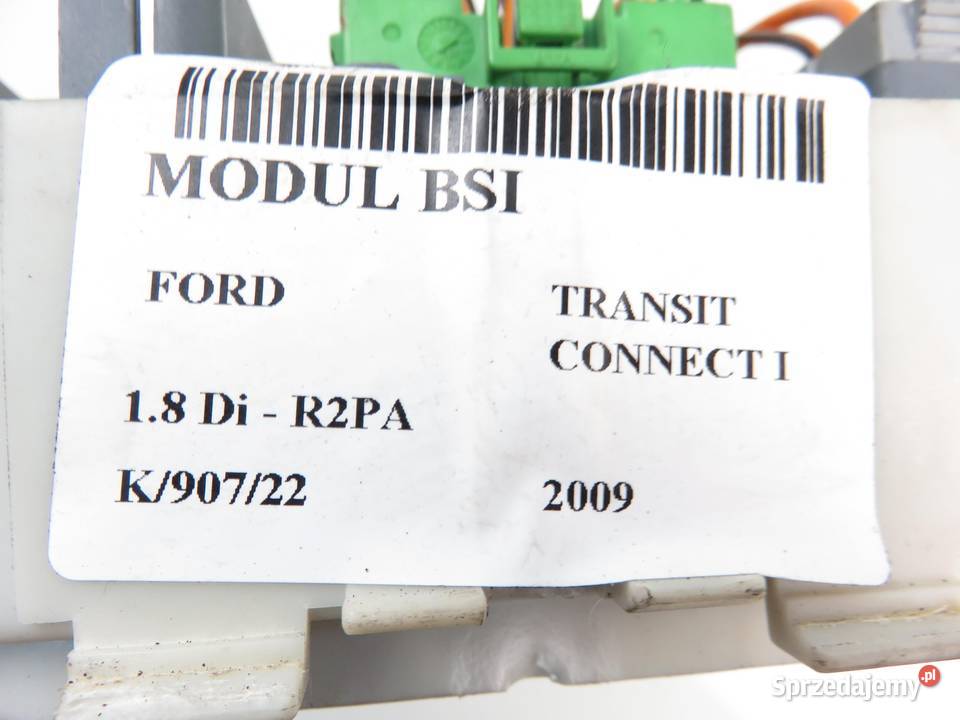 MODUL BSI
FORD
TRANSIT
CONNECT I
1.8 Di - R2PA
K/907/22
2009
Sprzedajemy.pl